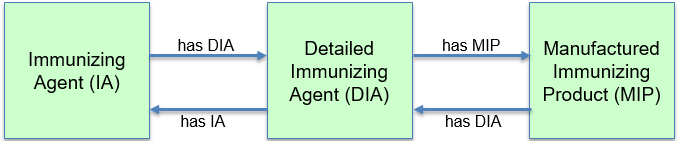 Immunizing
Agent (IA)
has DIA
has IA
Detailed
Immunizing
Agent (DIA)
has MIP
has DIA
Manufactured
Immunizing
Product (MIP)